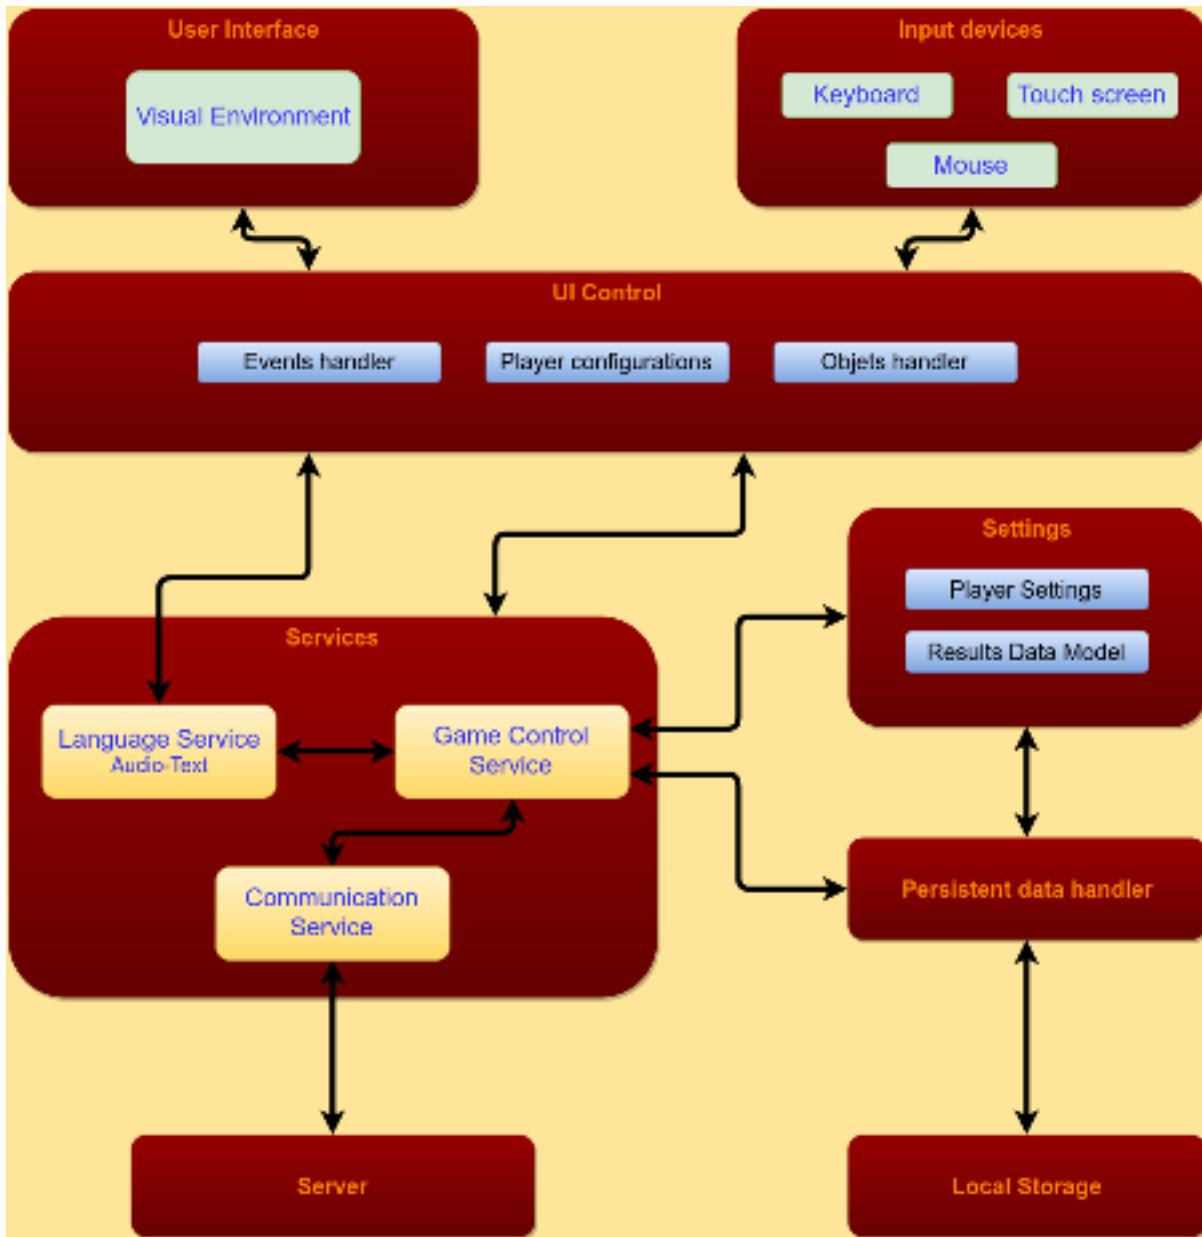 User Interface
Visual Environment
Input devices
Keyboard
Touch screen
Mouse
UI Control
Events handler
Player configurations
Objets handler
Settings
Player Settings
Results Data Model
Services
Language Service
Audio-Text
Game Control
Service
Communication
Service
Persistent data handler
Server
Local Storage